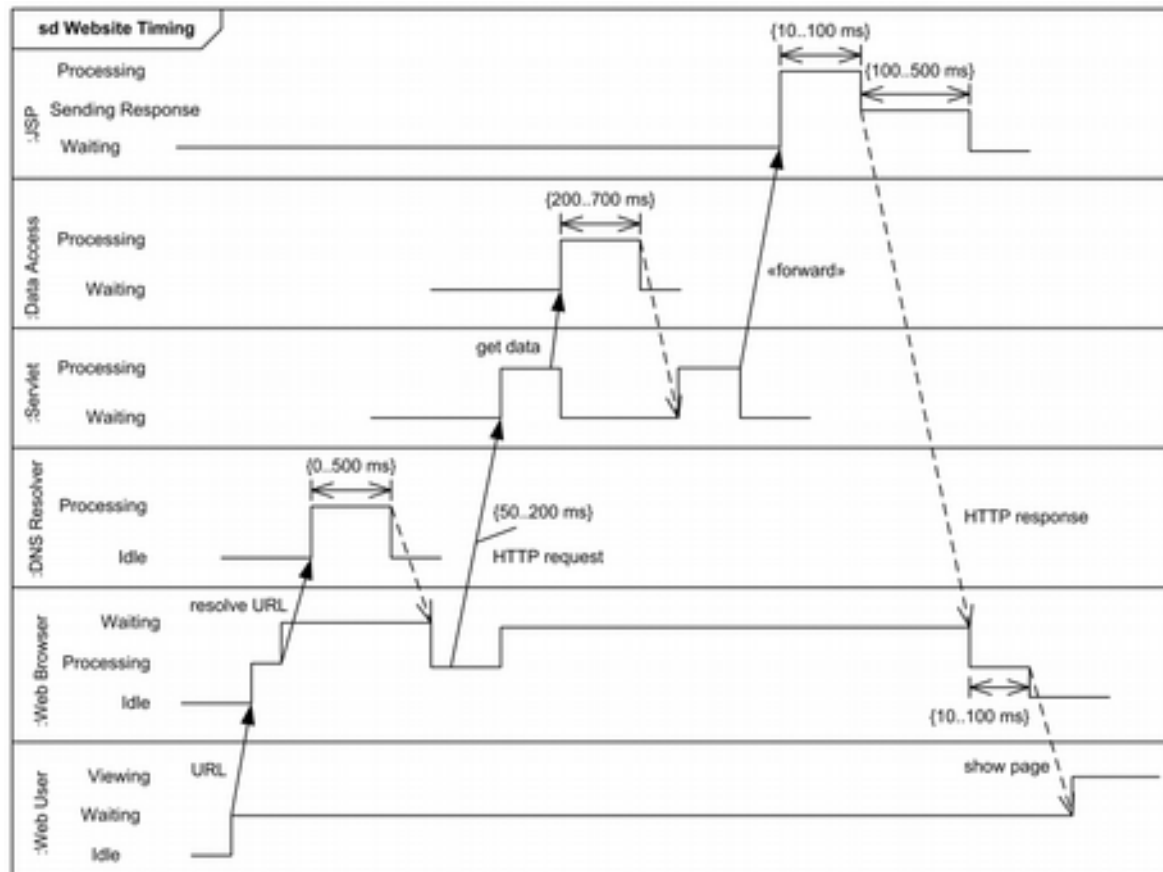 sd Website Timing
{10..100 ms}
{100..500 ms}
:JSP
Processing
Sending Response
Waiting
:Data Access
{200..700 ms}
Processing
Waiting
«forward»
:Servlet
get data
Processing
Waiting
:DNS Resolver
{0..500 ms}
Processing
Idle
{50..200 ms}
HTTP request
HTTP response
:Web Browser
resolve URL
Waiting
Processing
Idle
{10..100 ms}
:Web User
URL
show page
Viewing
Waiting
Idle